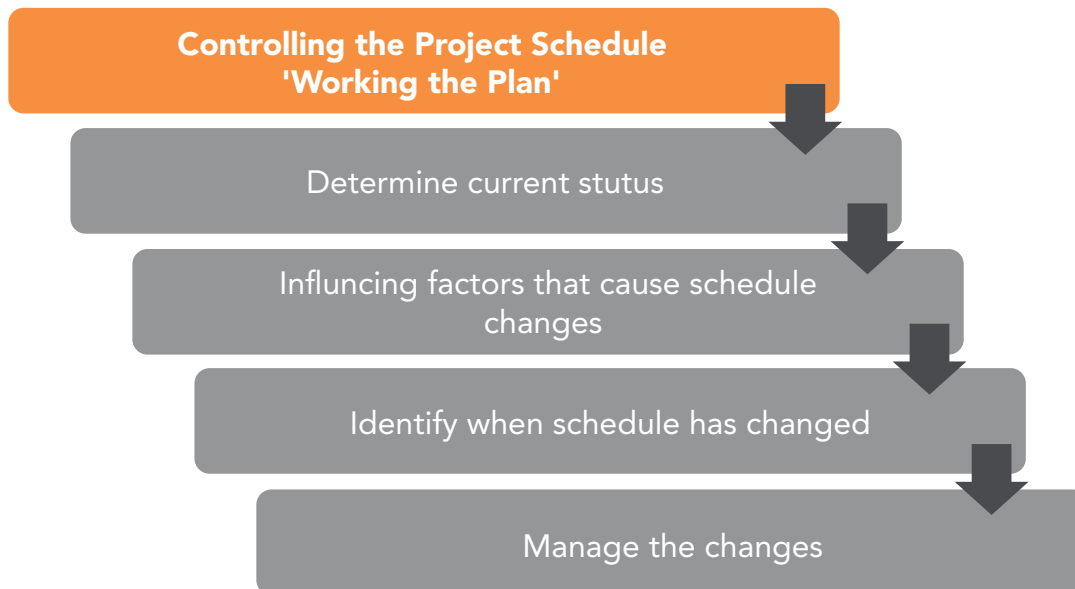 Controlling the Project Schedule
'Working the Plan'
Determine current stutus
Influncing factors that cause schedule
changes
Identify when schedule has changed
Manage the changes